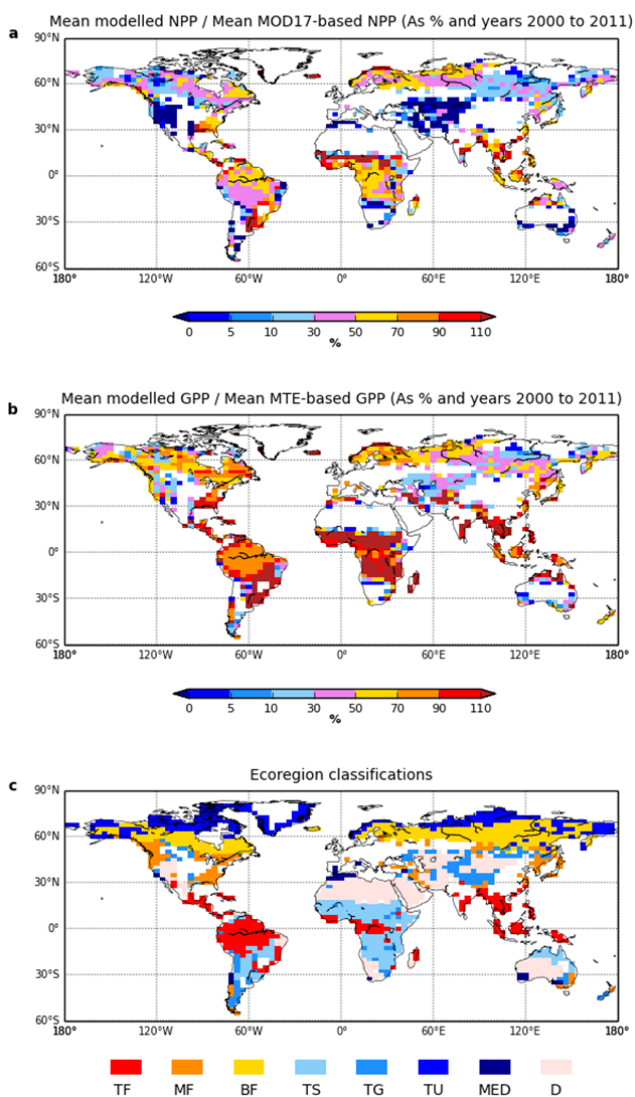 Mean modelled NPP / Mean MOD17-based NPP (As % and years 2000 to 2011)
a
90°N
60°N
30°N
0°
30°S
60°S
180° 120°W 60°W 0° 60°E 120°E 180°
0 5 10 30 50 70 90 110
%
Mean modelled GPP / Mean MTE-based GPP (As % and years 2000 to 2011)
b
90°N
60°N
30°N
0°
30°S
60°S
180° 120°W 60°W 0° 60°E 120°E 180°
0 5 10 30 50 70 90 110
%
Ecoregion classifications
c
90°N
60°N
30°N
0°
30°S
60°S
180° 120°W 60°W 0° 60°E 120°E 180°
TF MF BF TS TG TU MED D